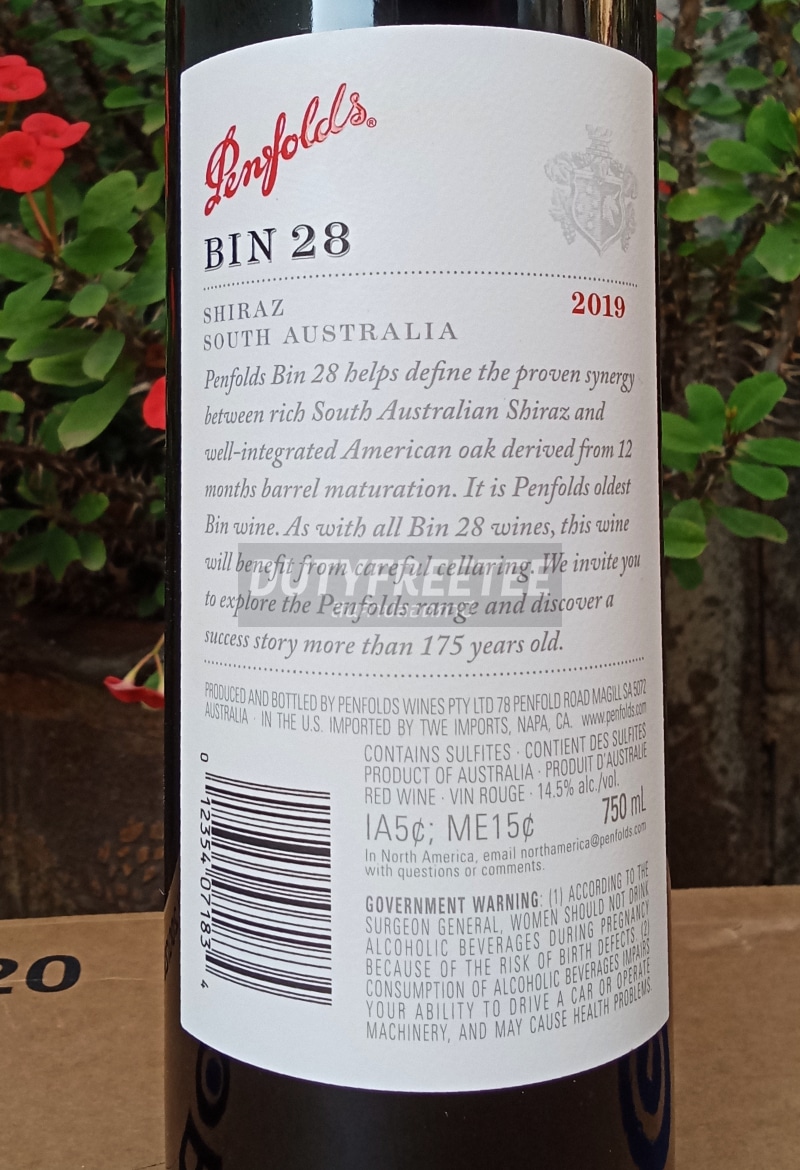 Penfolds®
BIN 28
SHIRAZ 2019
SOUTH AUSTRALIA
Penfolds Bin 28 helps define the proven synergy
between rich South Australian Shiraz and
well-integrated American oak derived from 12
months barrel maturation. It is Penfolds oldest
Bin wine. As with all Bin 28 wines, this wine
will benefit from careful cellaring. We invite you
to explore the Penfolds range and discover a
success story more than 175 years old.
DUTYFREETEE
PRODUCED AND BOTTLED BY PENFOLDS WINES PTY LTD 78 PENFOLD ROAD MAGILL SA 5072
AUSTRALIA · IN THE U.S. IMPORTED BY TWE IMPORTS, NAPA, CA. www.penfolds.com
CONTAINS SULFITES · CONTIENT DES SULFITES
PRODUCT OF AUSTRALIA · PRODUIT D'AUSTRALIE
RED WINE · VIN ROUGE · 14.5% alc./vol.
750 mL
IA5¢; ME15¢
In North America, email northamerica@penfolds.com
with questions or comments.
GOVERNMENT WARNING: (1) ACCORDING TO THE
SURGEON GENERAL, WOMEN SHOULD NOT DRINK
ALCOHOLIC BEVERAGES DURING PREGNANCY
BECAUSE OF THE RISK OF BIRTH DEFECTS. (2)
CONSUMPTION OF ALCOHOLIC BEVERAGES IMPAIRS
YOUR ABILITY TO DRIVE A CAR OR OPERATE
MACHINERY, AND MAY CAUSE HEALTH PROBLEMS.
0 12354 07183 4
20